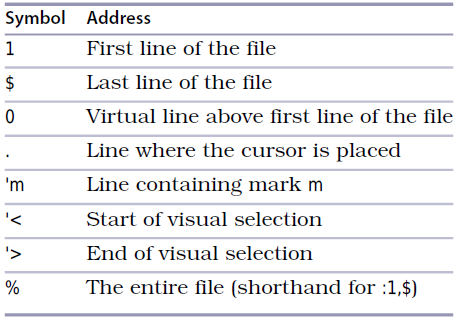 Symbol Address
1 First line of the file
$ Last line of the file
0 Virtual line above first line of the file
. Line where the cursor is placed
'm Line containing mark m
'< Start of visual selection
'> End of visual selection
% The entire file (shorthand for :1,$)